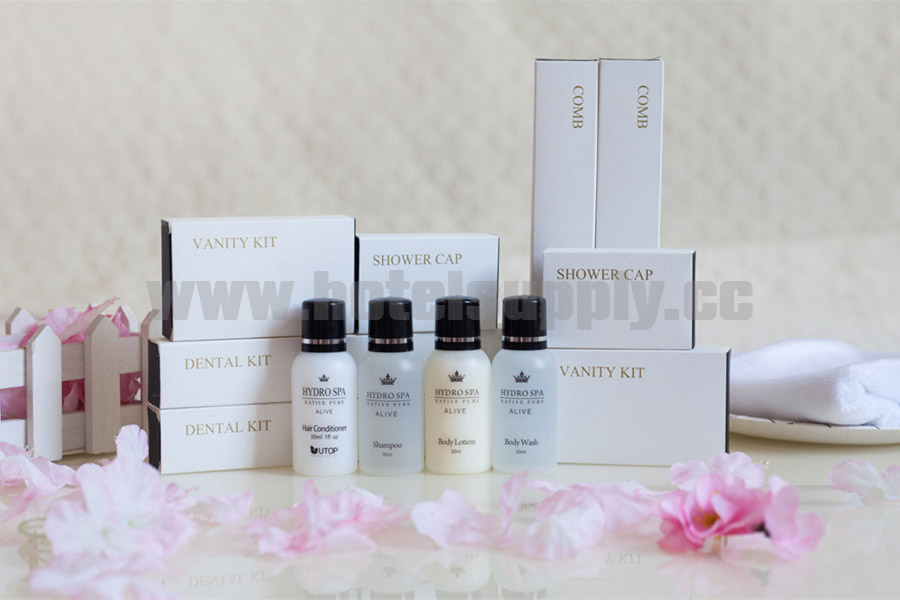 COMB
COMB
VANITY KIT
SHOWER CAP
SHOWER CAP
www.hotelsupply.cc
DENTAL KIT
VANITY KIT
DENTAL KIT
HYDRO SPA
NATIVE PURE
ALIVE
Hair Conditioner
30ml 1fl oz
UTOP
HYDRO SPA
NATIVE PURE
ALIVE
Shampoo
30ml
HYDRO SPA
NATIVE PURE
ALIVE
Body Lotion
30ml
HYDRO SPA
NATIVE PURE
ALIVE
Body Wash
30ml